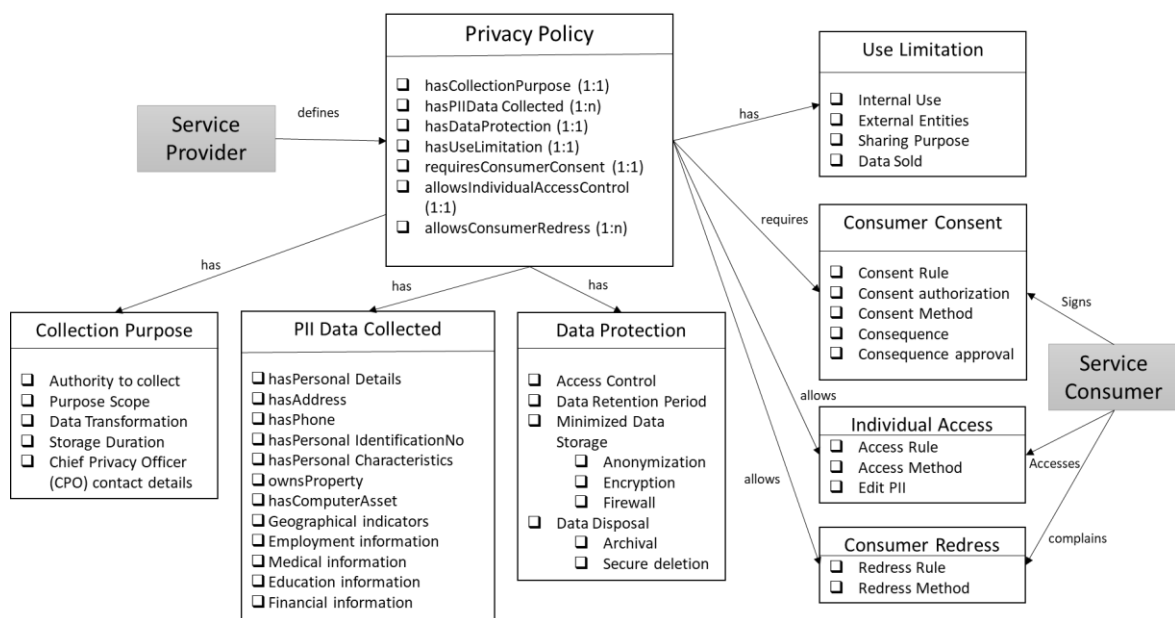 Privacy Policy
hasCollectionPurpose (1:1)
hasPIIData Collected (1:n)
hasDataProtection (1:1)
hasUseLimitation (1:1)
requiresConsumerConsent (1:1)
allowsIndividualAccessControl
(1:1)
allowsConsumerRedress (1:n)
Service
Provider
defines
has
Use Limitation
Internal Use
External Entities
Sharing Purpose
Data Sold
requires
Consumer Consent
Consent Rule
Consent authorization
Consent Method
Consequence
Consequence approval
Signs
Service
Consumer
has
has
has
Collection Purpose
Authority to collect
Purpose Scope
Data Transformation
Storage Duration
Chief Privacy Officer
(CPO) contact details
PII Data Collected
hasPersonal Details
hasAddress
hasPhone
hasPersonal IdentificationNo
hasPersonal Characteristics
ownsProperty
hasComputerAsset
Geographical indicators
Employment information
Medical information
Education information
Financial information
Data Protection
Access Control
Data Retention Period
Minimized Data
Storage
Anonymization
Encryption
Firewall
Data Disposal
Archival
Secure deletion
allows
Individual Access
Access Rule
Access Method
Edit PII
Accesses
allows
Consumer Redress
Redress Rule
Redress Method
complains